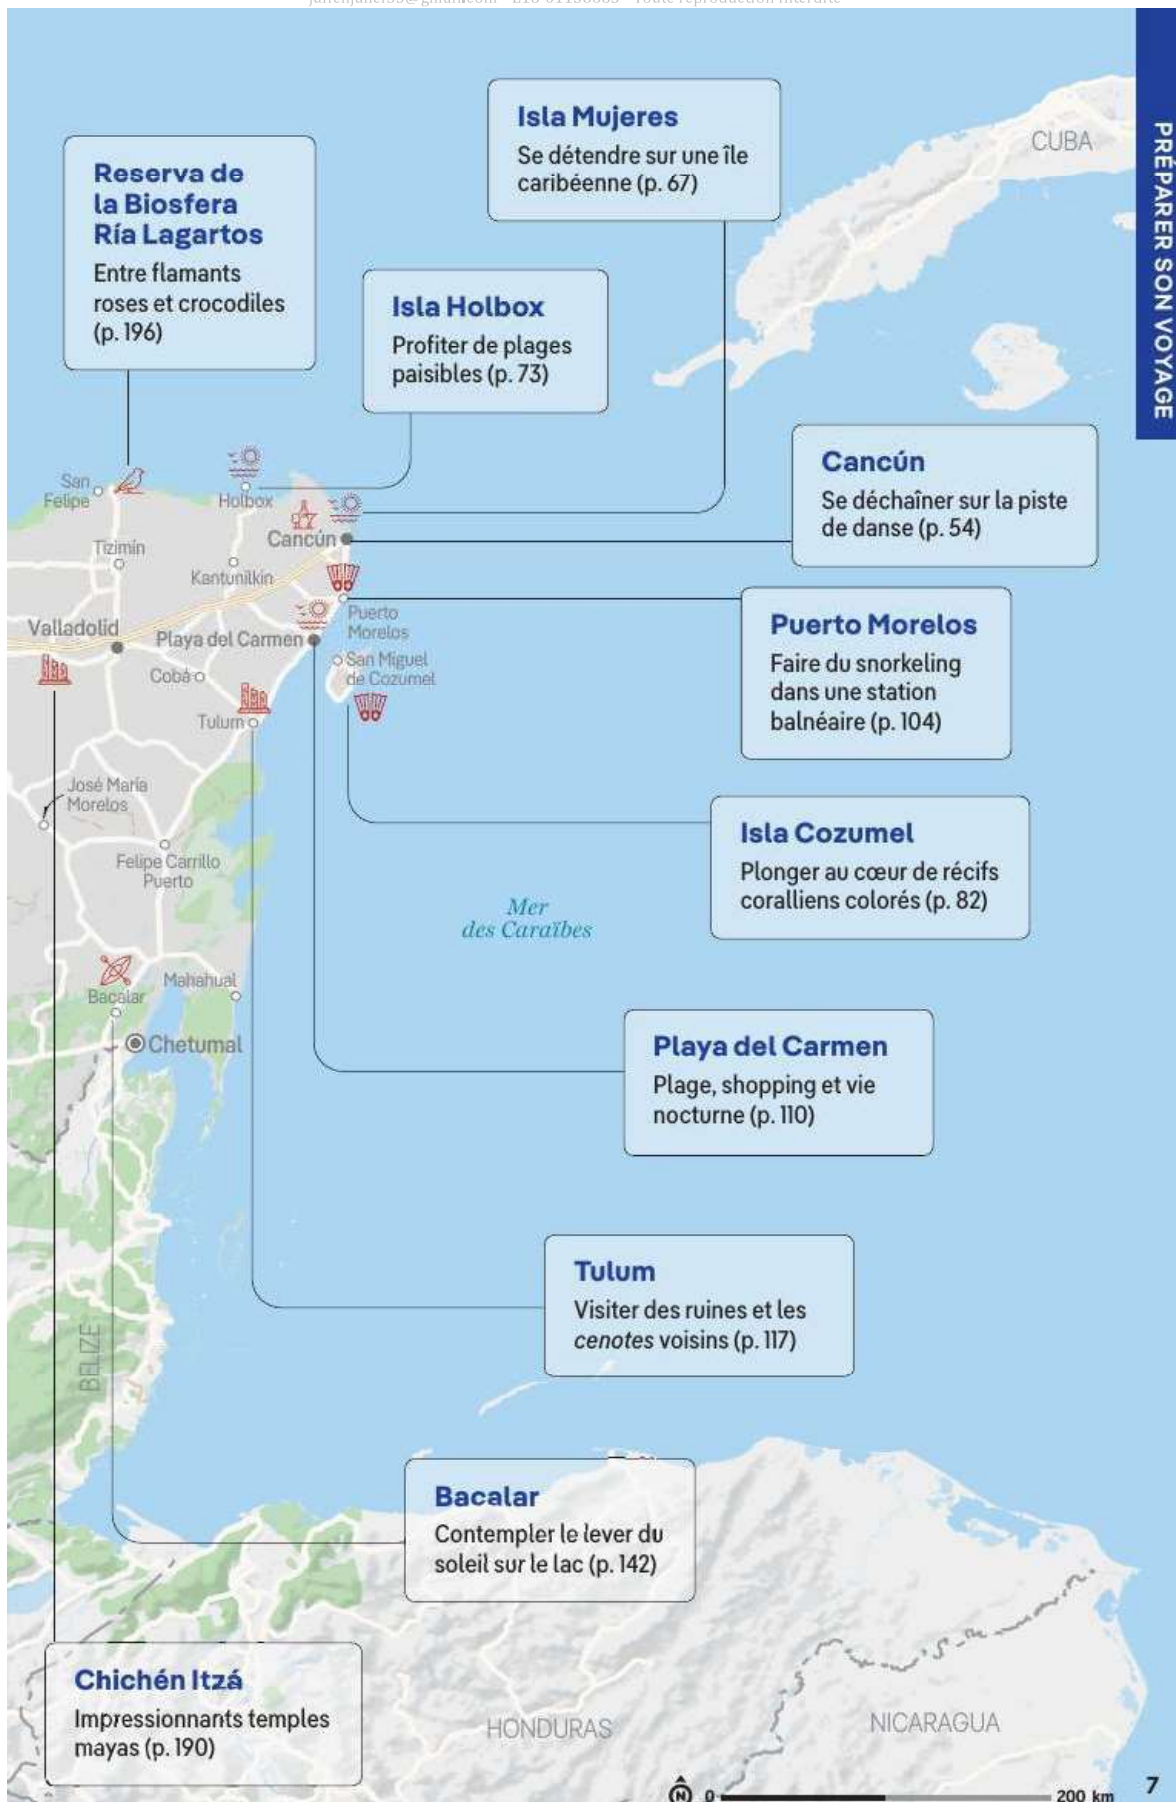 PRÉPARER SON VOYAGE
Isla Mujeres
Se détendre sur une île
caribéenne (p. 67)
CUBA
Reserva de
la Biosfera
Ría Lagartos
Entre flamants
roses et crocodiles
(p. 196)
Isla Holbox
Profiter de plages
paisibles (p. 73)
Cancún
Se déchaîner sur la piste
de danse (p. 54)
San
Felipe
Holbox
Cancún
Tizimín
Kantunilkin
Puerto
Morelos
Valladolid
Playa del Carmen
San Miguel
de Cozumel
Cobá
Tulum
Puerto Morelos
Faire du snorkeling
dans une station
balnéaire (p. 104)
José María
Morelos
Isla Cozumel
Plonger au cœur de récifs
coralliens colorés (p. 82)
Felipe Carrillo
Puerto
Mer
des Caraïbes
Mahahual
Bacalar
Chetumal
Playa del Carmen
Plage, shopping et vie
nocturne (p. 110)
Tulum
Visiter des ruines et les
cenotes voisins (p. 117)
BELIZE
Bacalar
Contempler le lever du
soleil sur le lac (p. 142)
Chichén Itzá
Impressionnants temples
mayas (p. 190)
HONDURAS
NICARAGUA
N
0
200 km
7